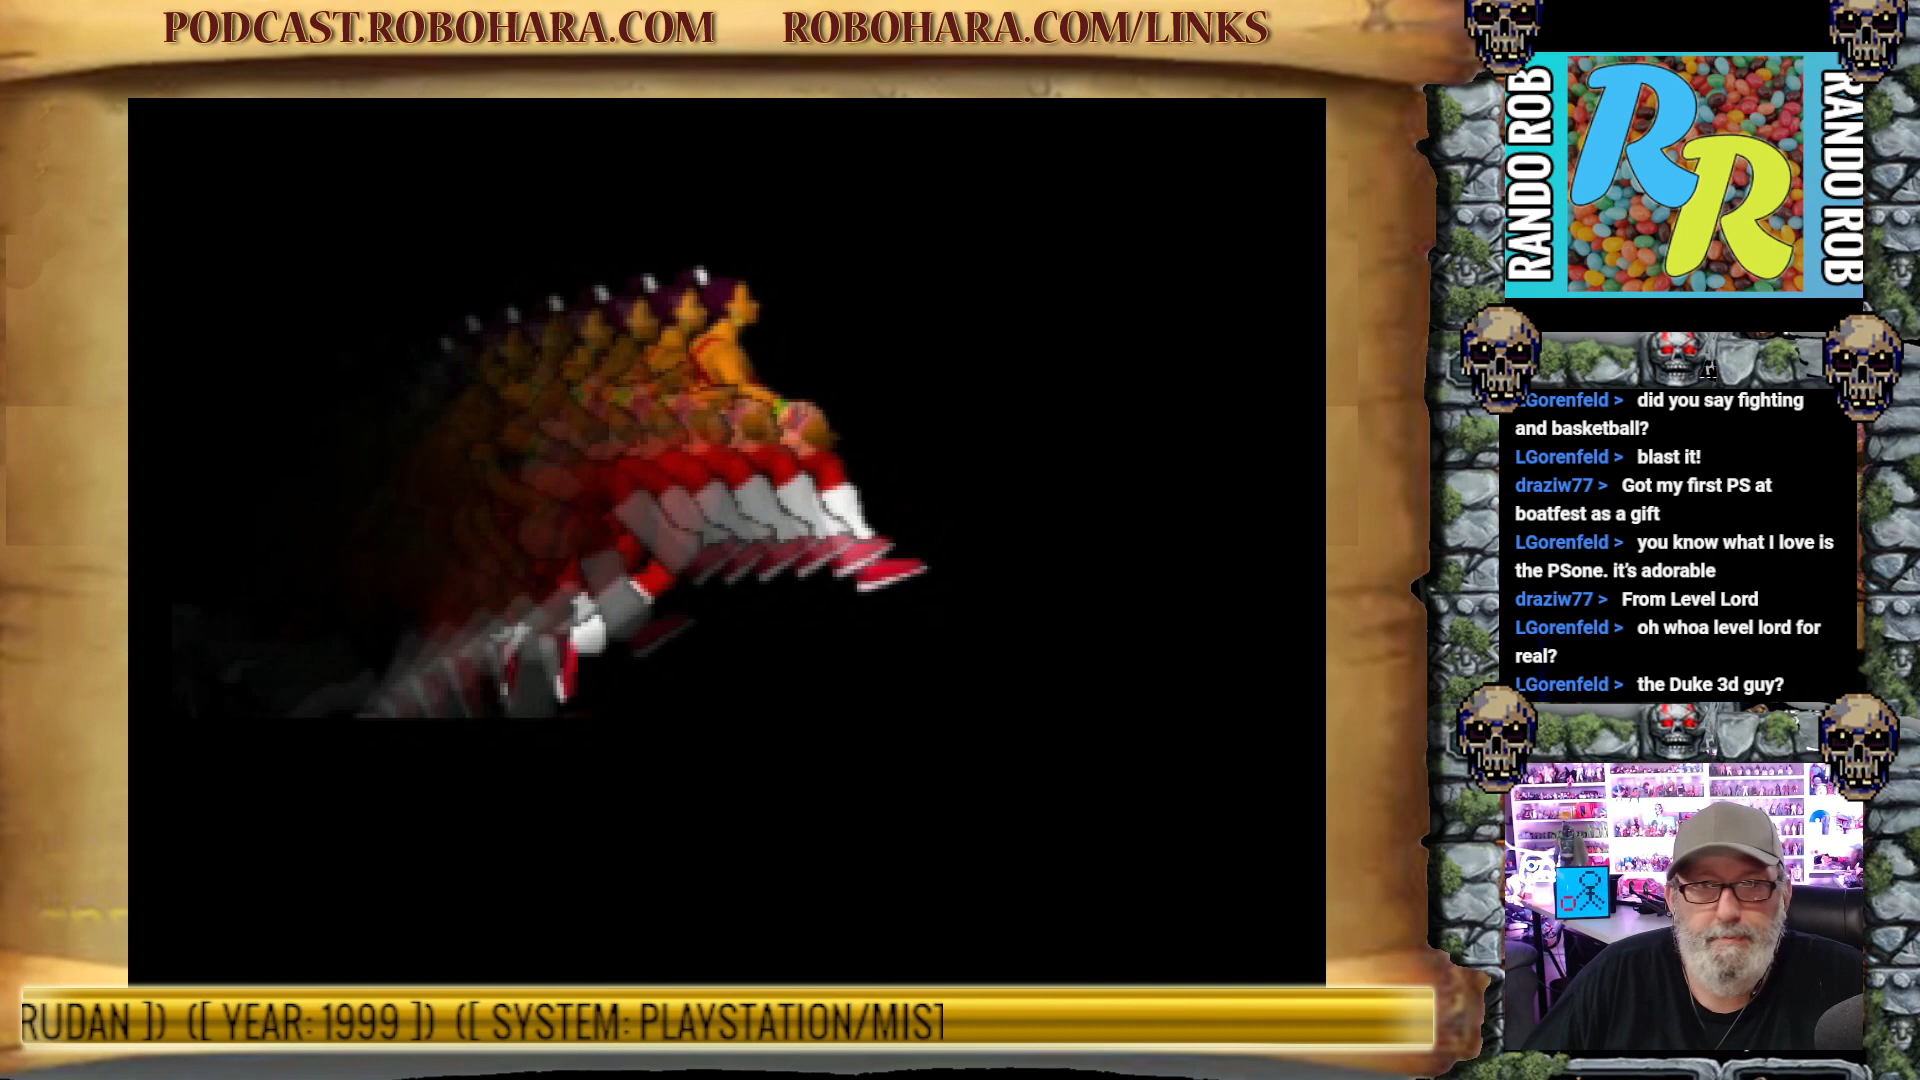 PODCAST.ROBOHARA.COM ROBOHARA.COM/LINKS
RANDO ROB
RR
RANDO ROB
LGorenfeld > did you say fighting
and basketball?
LGorenfeld > blast it!
draziw77 > Got my first PS at
boatfest as a gift
LGorenfeld > you know what I love is
the PSone. it's adorable
draziw77 > From Level Lord
LGorenfeld > oh whoa level lord for
real?
LGorenfeld > the Duke 3d guy?
RUDAN ]) ([ YEAR: 1999 ]) ([ SYSTEM: PLAYSTATION/MIST